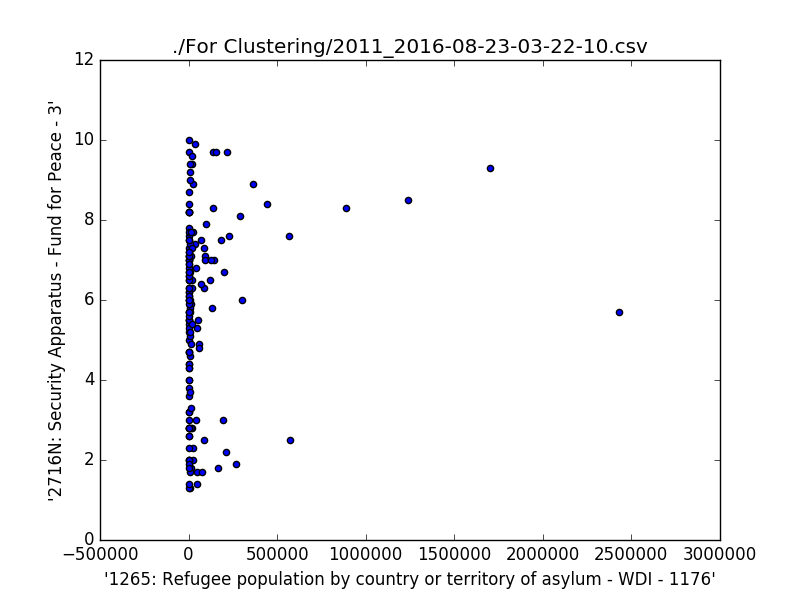 ./For Clustering/2011_2016-08-23-03-22-10.csv
'2716N: Security Apparatus - Fund for Peace - 3'
12
10
8
6
4
2
0
−500000 0 500000 1000000 1500000 2000000 2500000 3000000
'1265: Refugee population by country or territory of asylum - WDI - 1176'